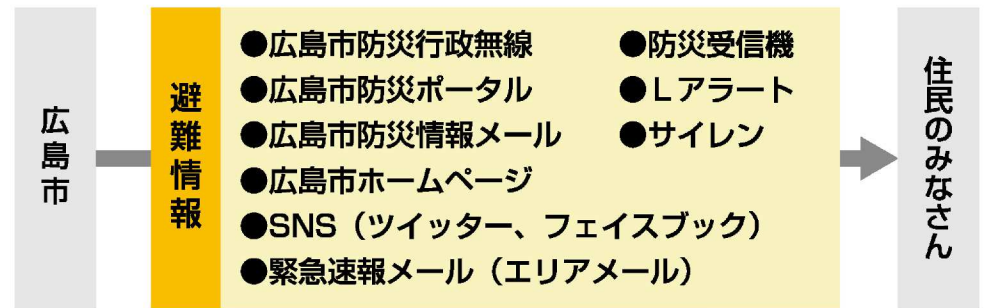 広島市
避難情報
●広島市防災行政無線
●広島市防災ポータル
●広島市防災情報メール
●広島市ホームページ
●SNS（ツイッター、フェイスブック）
●緊急速報メール（エリアメール）
●防災受信機
●Ｌアラート
●サイレン
住民のみなさん